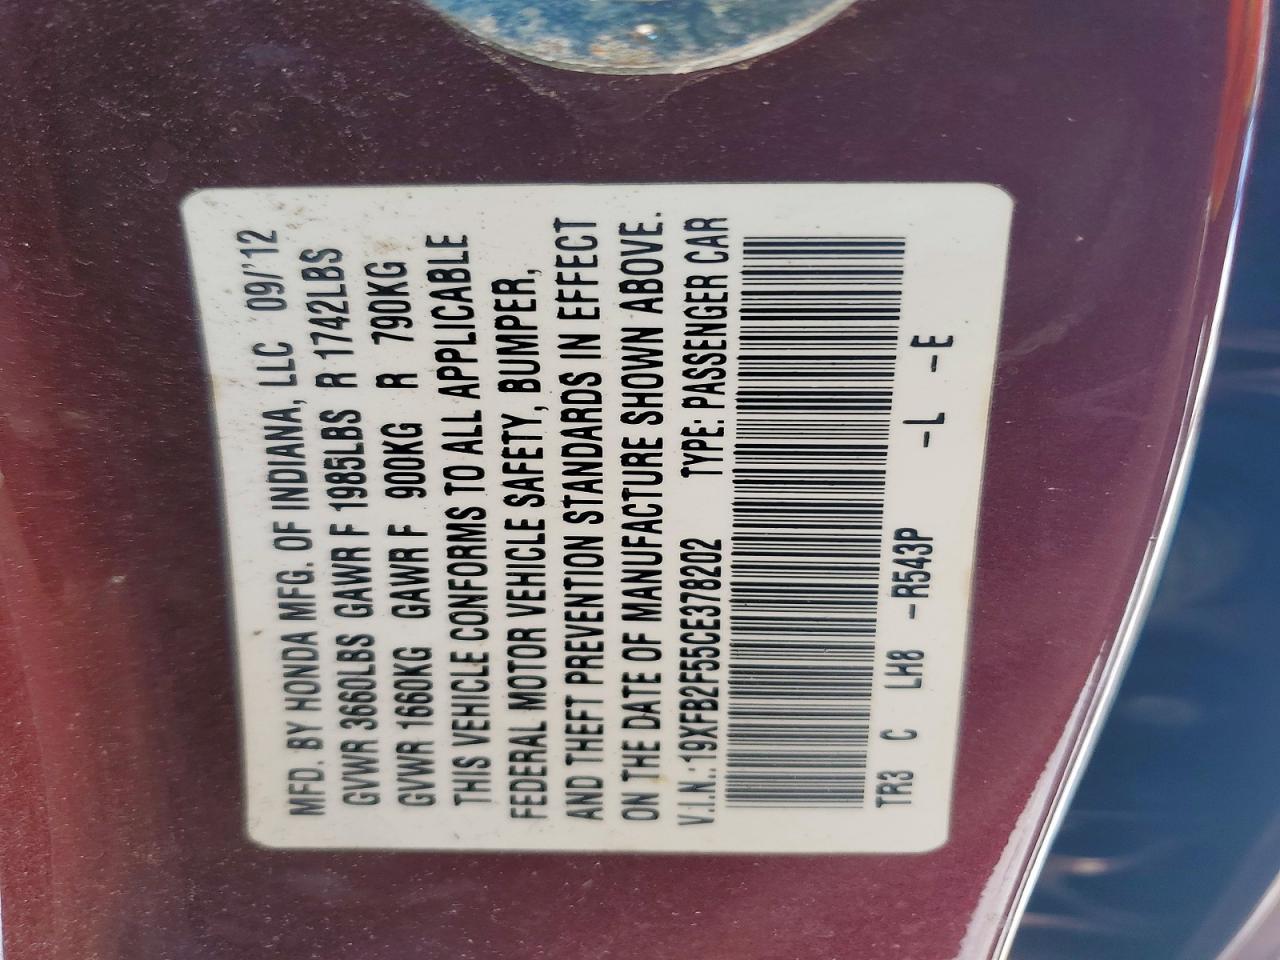 MFD. BY HONDA MFG. OF INDIANA, LLC 09/'12
GVWR 3660LBS GAWR F 1985LBS R 1742LBS
GVWR 1660KG GAWR F 900KG R 790KG
THIS VEHICLE CONFORMS TO ALL APPLICABLE
FEDERAL MOTOR VEHICLE SAFETY, BUMPER,
AND THEFT PREVENTION STANDARDS IN EFFECT
ON THE DATE OF MANUFACTURE SHOWN ABOVE.
V.I.N.: 19XFB2F55CE378202 TYPE: PASSENGER CAR
TR3 C LH8 -R543P -L -E